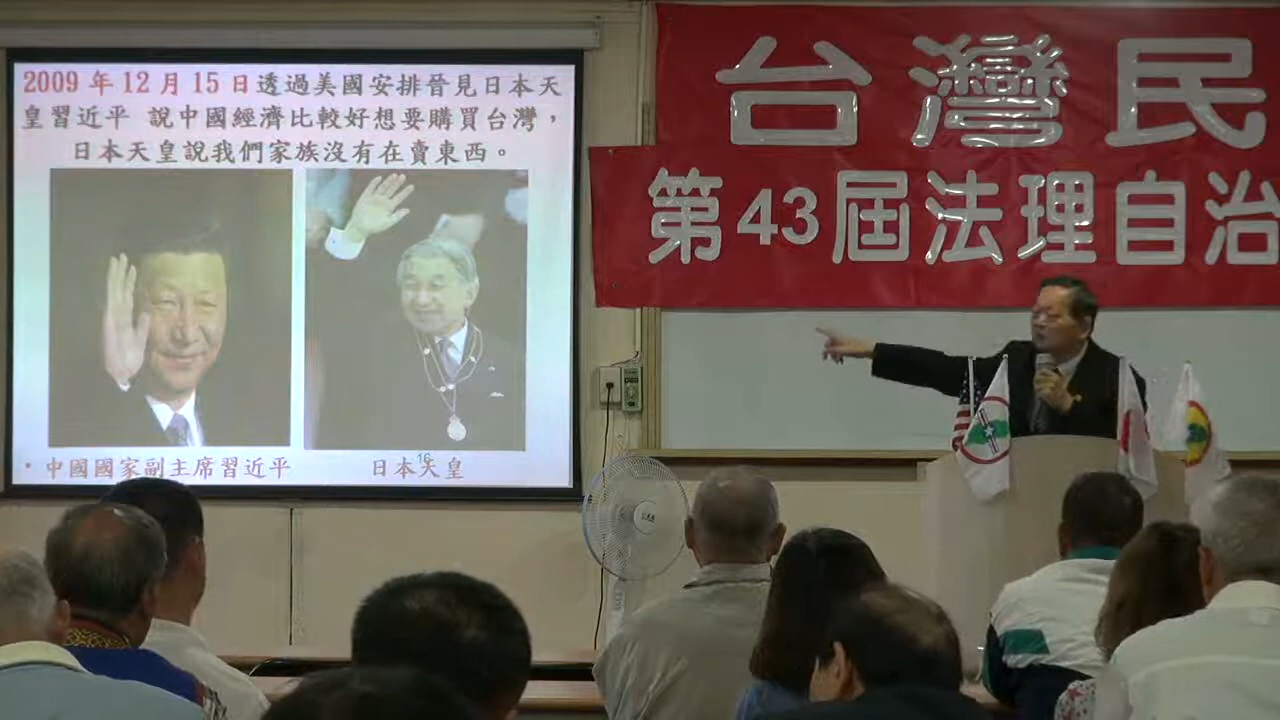 2009 年 12 月 15 日透過美國安排晉見日本天
皇習近平 說中國經濟比較好想要購買台灣，
日本天皇說我們家族沒有在賣東西。
• 中國國家副主席習近平
日本天皇
16
台灣民
第43屆法理自治